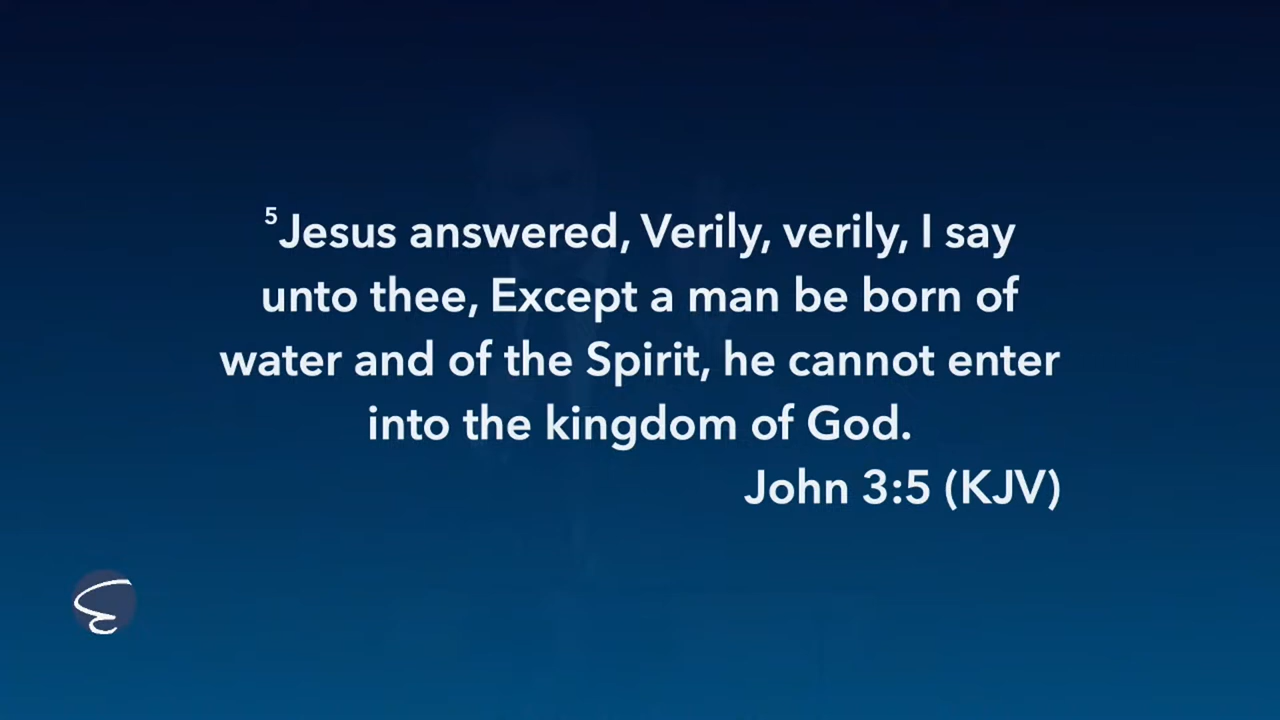 ⁵Jesus answered, Verily, verily, I say
unto thee, Except a man be born of
water and of the Spirit, he cannot enter
into the kingdom of God.
John 3:5 (KJV)